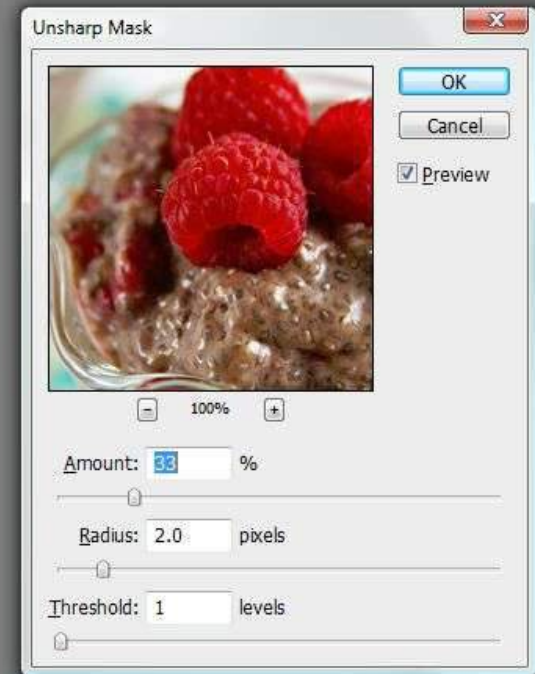 Unsharp Mask
OK
Cancel
Preview
100%
Amount: 33 %
Radius: 2.0 pixels
Threshold: 1 levels